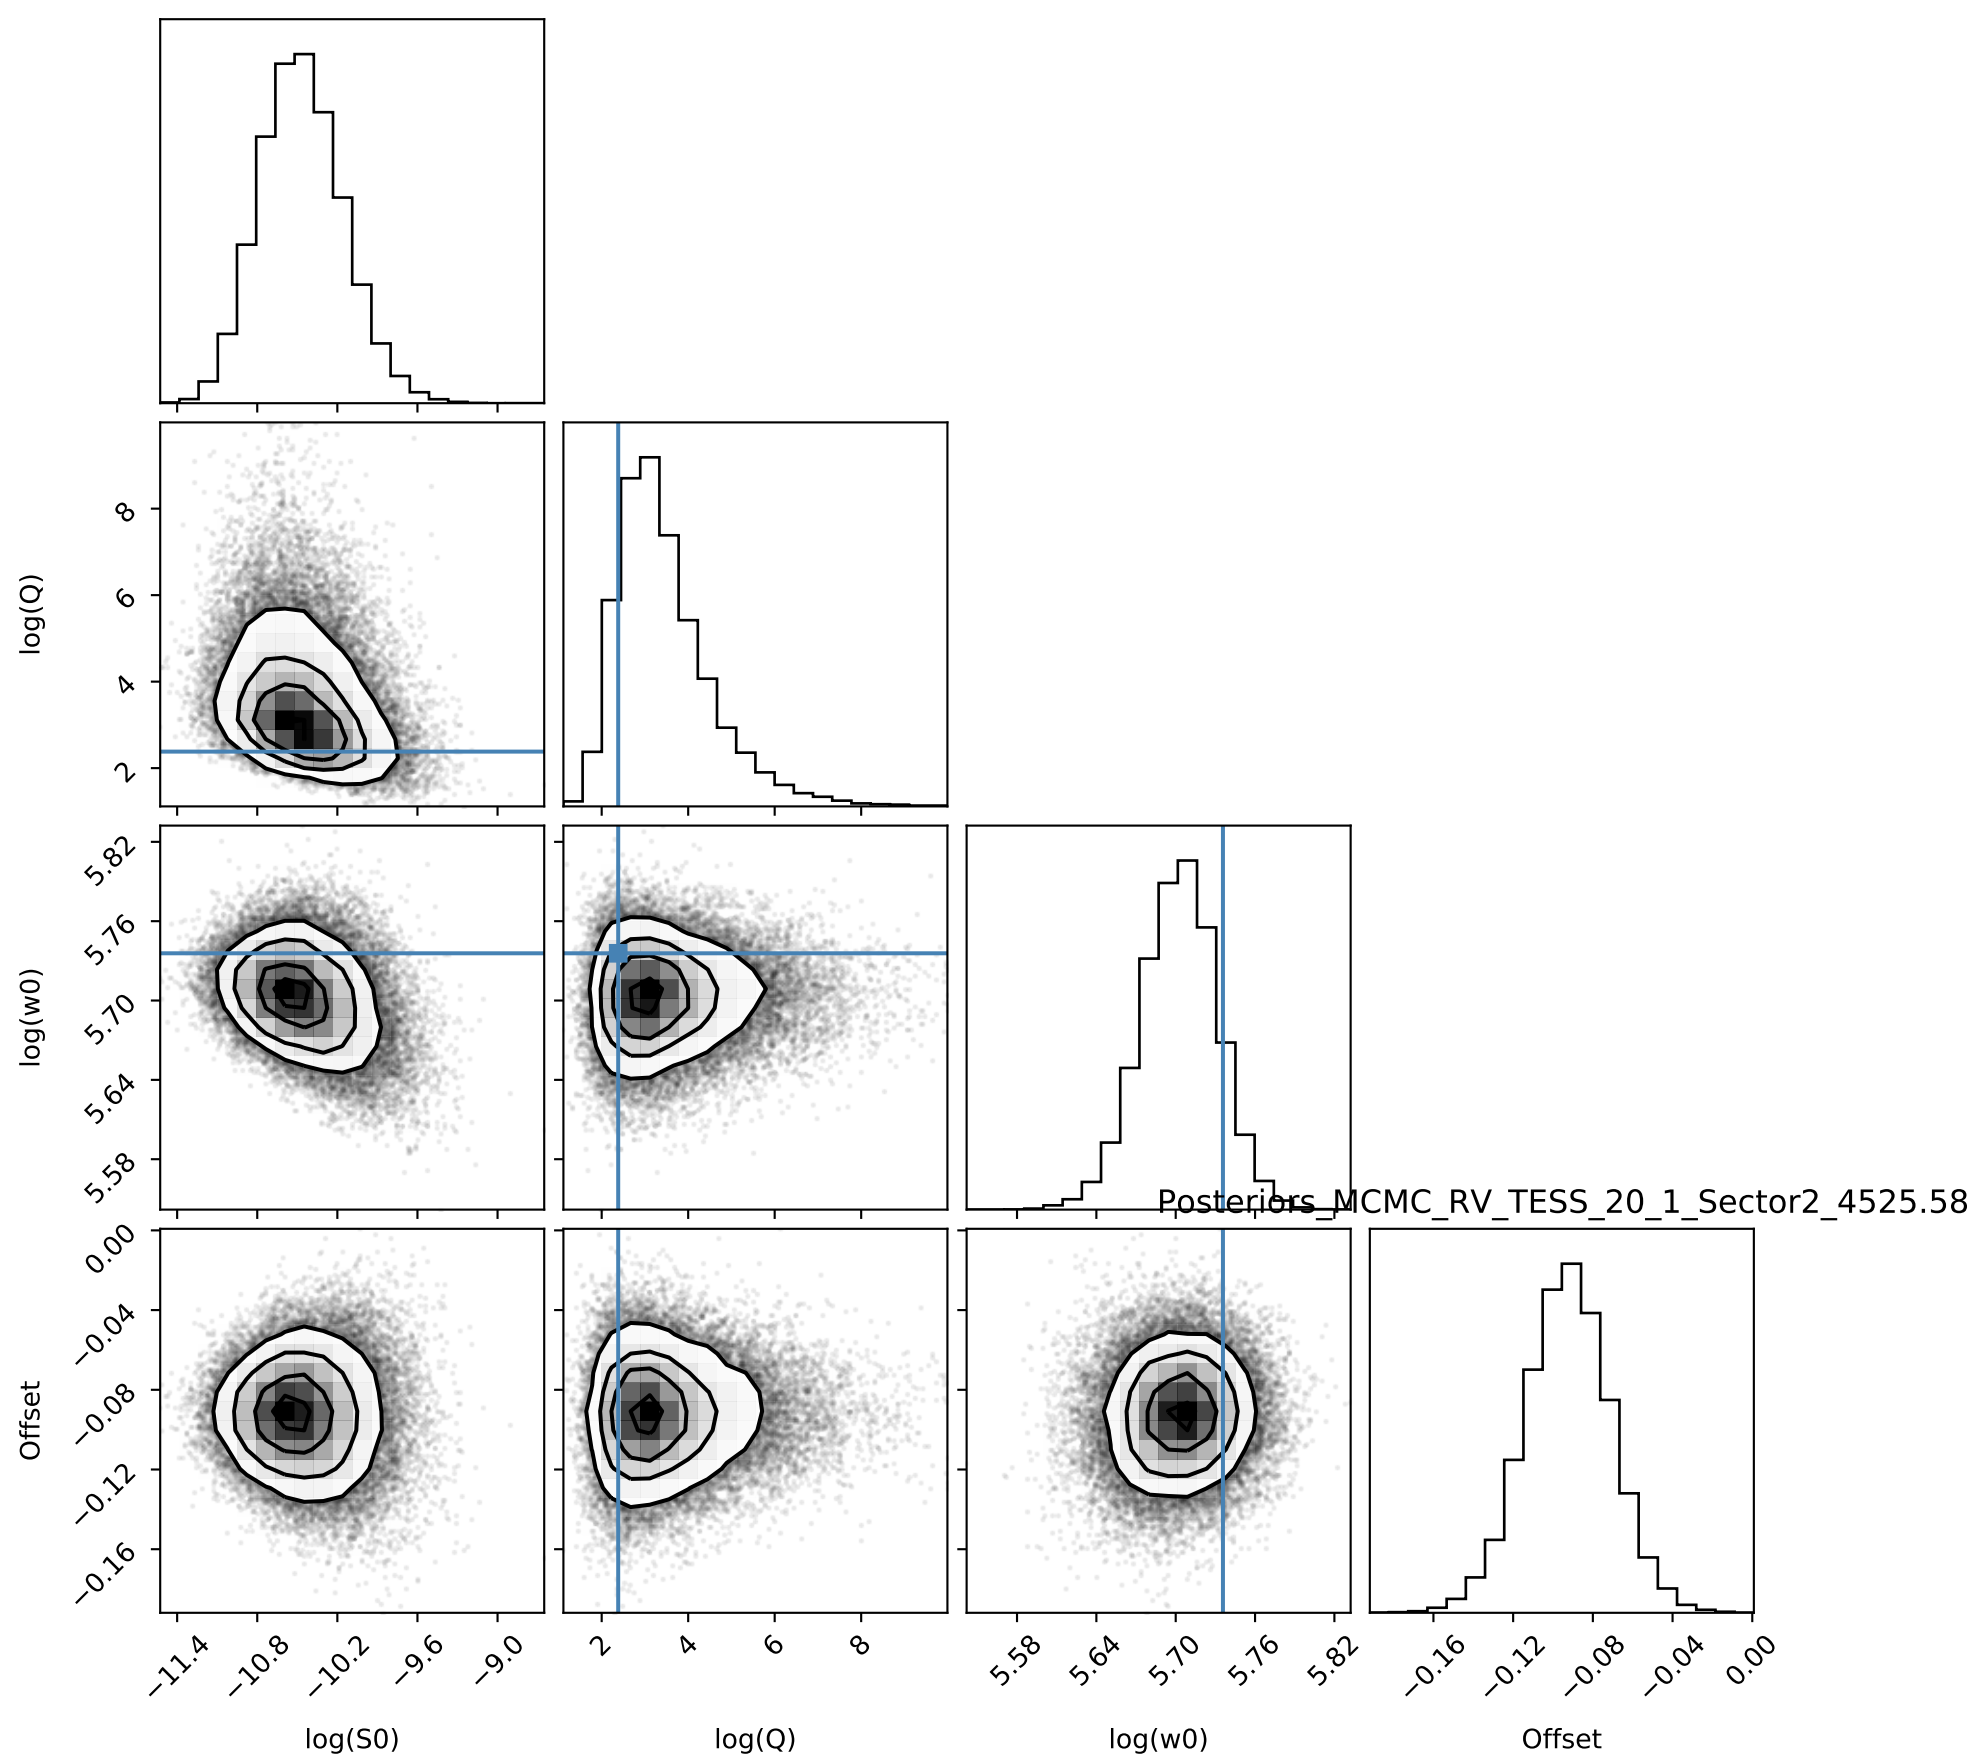 8
6
4
2
log(Q)
5.82
5.76
5.70
5.64
5.58
log(w0)
Posteriors_MCMC_RV_TESS_20_1_Sector2_4525.58
0.00
−0.04
−0.08
−0.12
−0.16
Offset
−11.4 −10.8 −10.2 −9.6 −9.0 2 4 6 8 5.58 5.64 5.70 5.76 5.82 −0.16 −0.12 −0.08 −0.04 0.00
log(S0) log(Q) log(w0) Offset